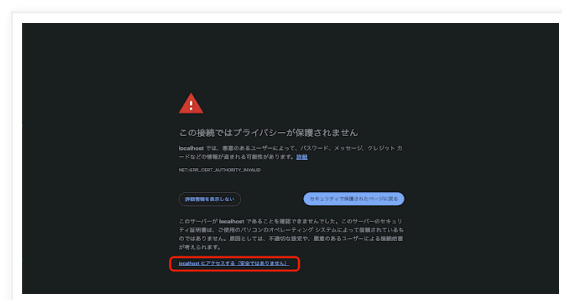 この接続ではプライバシーが保護されません
localhost では、悪意のあるユーザーによって、パスワード、メッセージ、クレジット カ
ードなどの情報が盗まれる可能性があります。詳細
NET::ERR_CERT_AUTHORITY_INVALID
詳細情報を表示しない
セキュリティで保護されたページに戻る
このサーバーが localhost であることを確認できませんでした。このサーバーのセキュリ
ティ証明書は、ご使用のパソコンのオペレーティング システムによって信頼されているも
のではありません。原因としては、不適切な設定や、悪意のあるユーザーによる接続妨害
が考えられます。
localhost にアクセスする（安全ではありません）